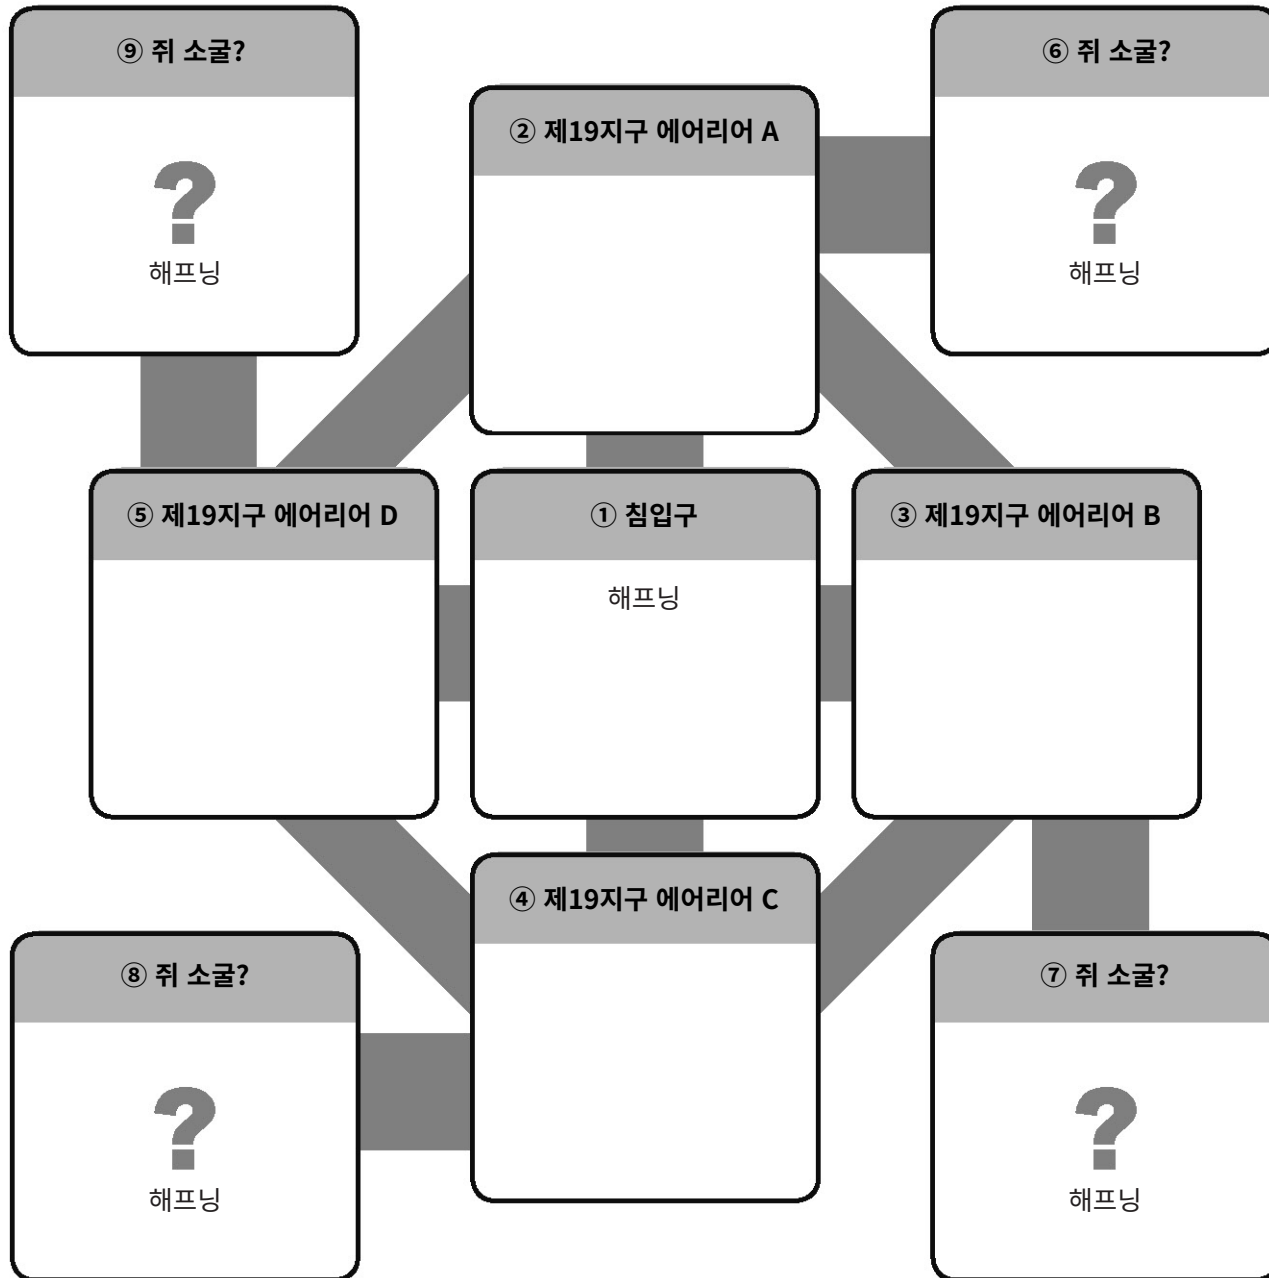 ⑨ 쥐 소굴?
?
해프닝
⑥ 쥐 소굴?
?
해프닝
② 제19지구 에어리어 A
⑤ 제19지구 에어리어 D
① 침입구
해프닝
③ 제19지구 에어리어 B
④ 제19지구 에어리어 C
⑧ 쥐 소굴?
?
해프닝
⑦ 쥐 소굴?
?
해프닝